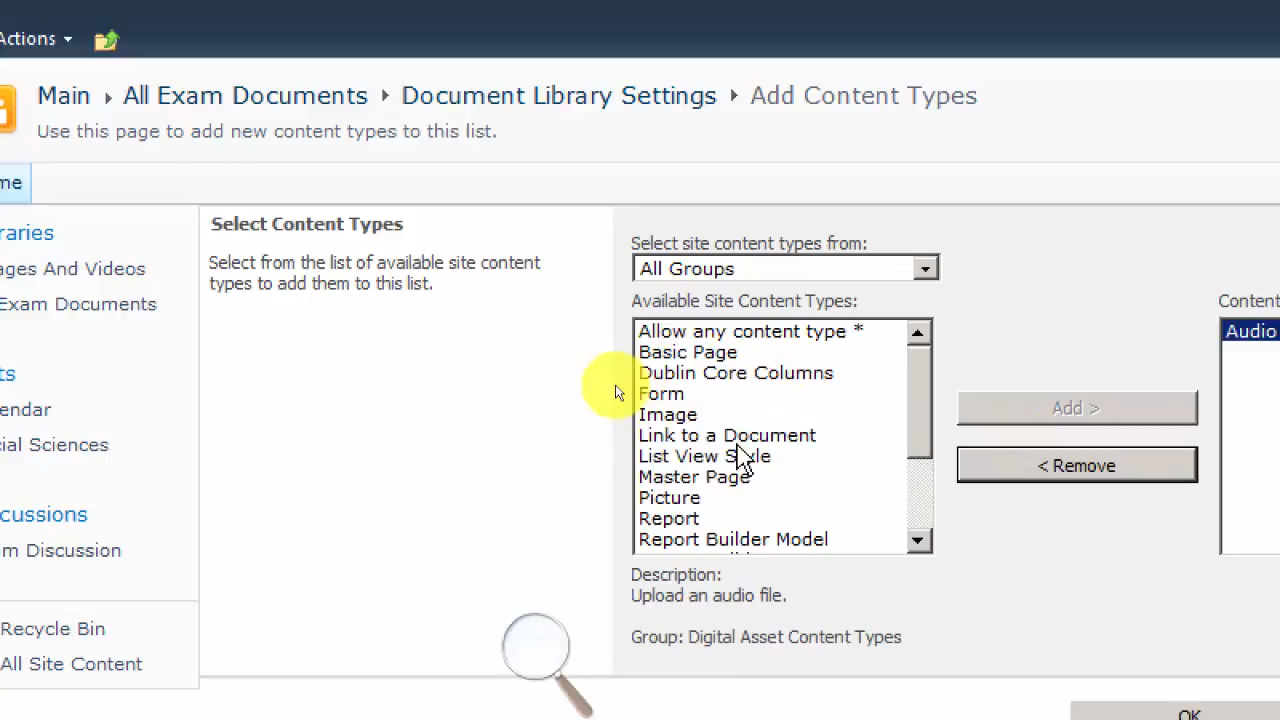 Actions
Main ▸ All Exam Documents ▸ Document Library Settings ▸ Add Content Types
Use this page to add new content types to this list.
me
raries
ages And Videos
Exam Documents
ts
endar
cial Sciences
cussions
m Discussion
Recycle Bin
All Site Content
Select Content Types
Select from the list of available site content
types to add them to this list.
Select site content types from:
All Groups
Available Site Content Types:
Allow any content type *
Basic Page
Dublin Core Columns
Form
Image
Link to a Document
List View Style
Master Page
Picture
Report
Report Builder Model
Description:
Upload an audio file.
Group: Digital Asset Content Types
Add >
< Remove
Content
Audio
OK